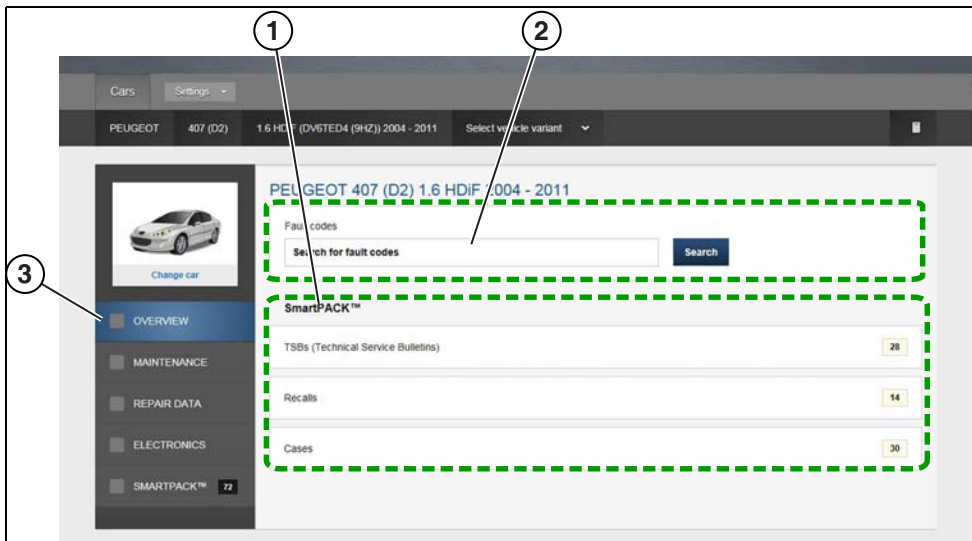 1 2
Cars Settings
PEUGEOT 407 (D2) 1.6 HDiF (DV6TED4 (9HZ)) 2004 - 2011 Select vehicle variant
PEUGEOT 407 (D2) 1.6 HDiF 2004 - 2011
Fault codes
Search for fault codes Search
Change car
3
SmartPACK™
OVERVIEW
TSBs (Technical Service Bulletins) 28
MAINTENANCE
Recalls 14
REPAIR DATA
ELECTRONICS
Cases 30
SMARTPACK™ 72